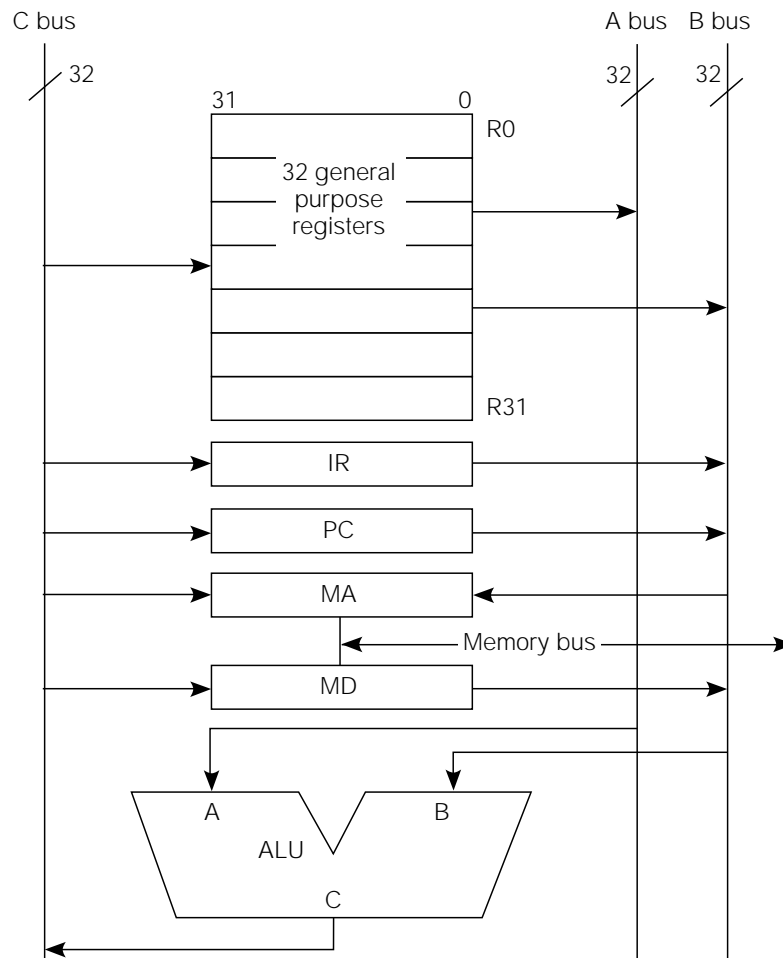 C bus
A bus
B bus
32
32
32
31
0
R0
32 general
purpose
registers
R31
IR
PC
MA
Memory bus
MD
A
B
ALU
C